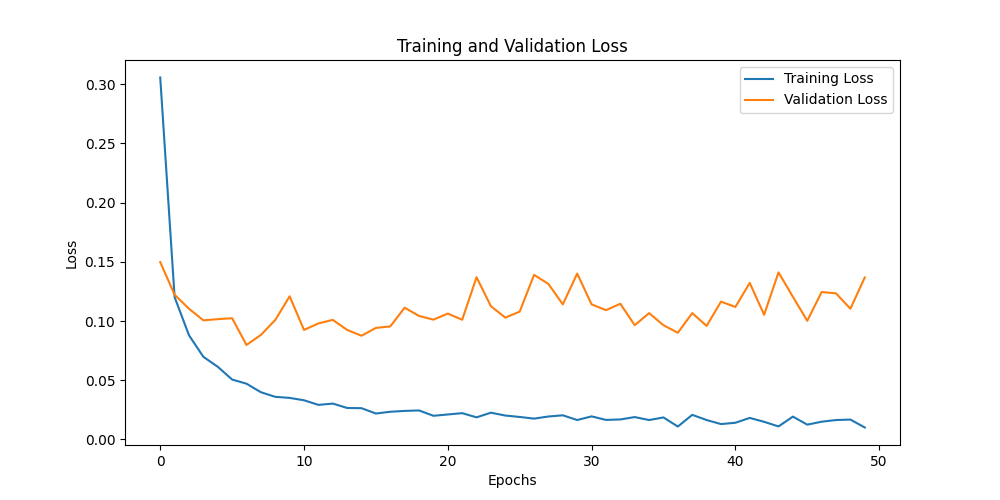 Training and Validation Loss
Training Loss
Validation Loss
0.30
0.25
0.20
0.15
0.10
0.05
0.00
Loss
0 10 20 30 40 50
Epochs